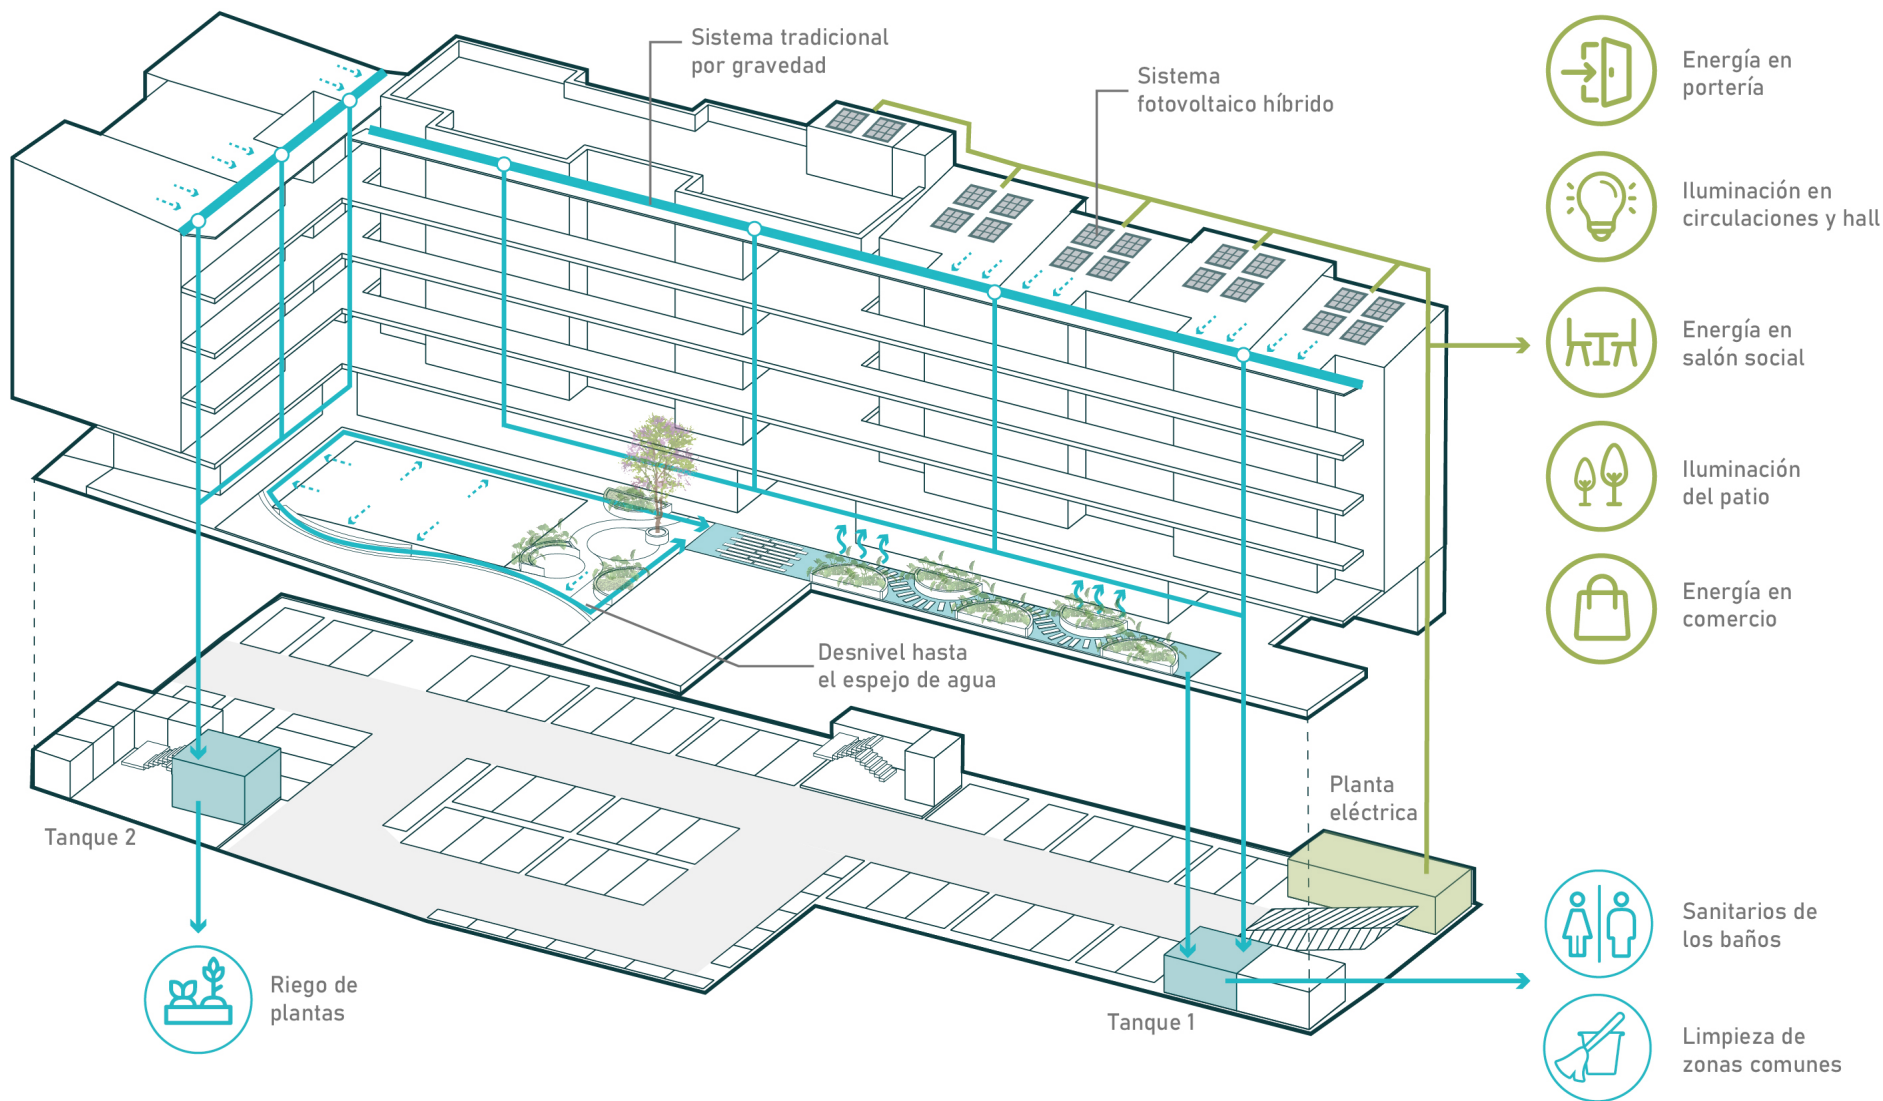 Sistema tradicional
por gravedad
Sistema
fotovoltaico híbrido
Energía en
portería
Iluminación en
circulaciones y hall
Energía en
salón social
Iluminación
del patio
Energía en
comercio
Desnivel hasta
el espejo de agua
Planta
eléctrica
Tanque 2
Riego de
plantas
Tanque 1
Sanitarios de
los baños
Limpieza de
zonas comunes